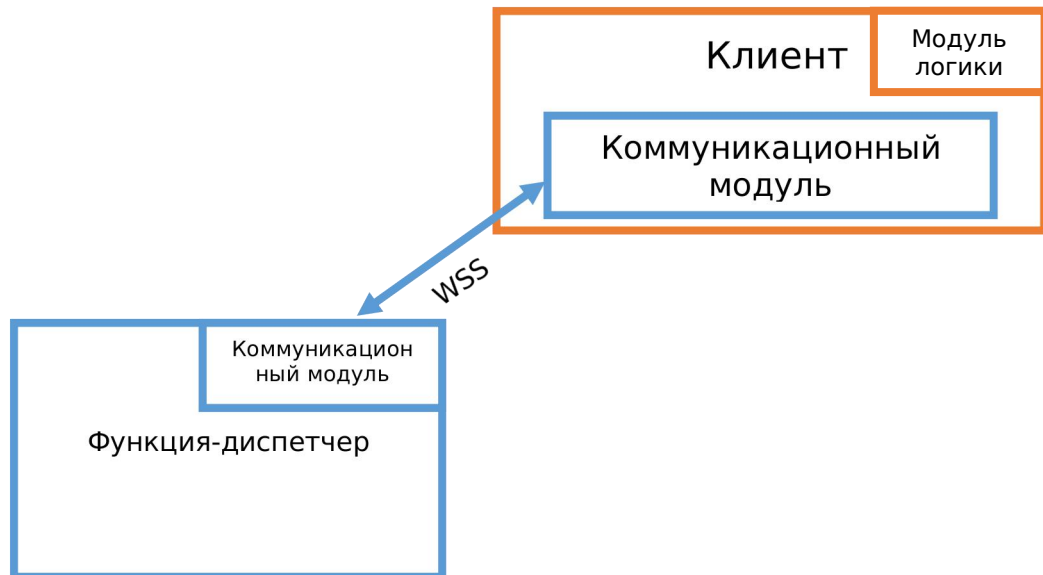 Клиент
Модуль
логики
Коммуникационный
модуль
WSS
Коммуникацион
ный модуль
Функция-диспетчер